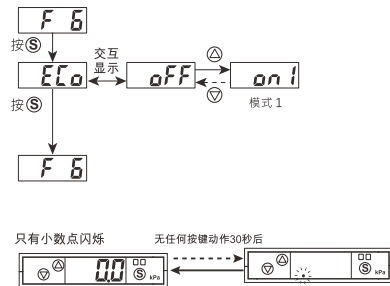 F 6
按Ⓢ
ECo
交互
显示
oFF
on1
模式 1
按Ⓢ
F 6
只有小数点闪烁
无任何按键动作30秒后
0.0 Ⓢ kPa
Ⓢ kPa